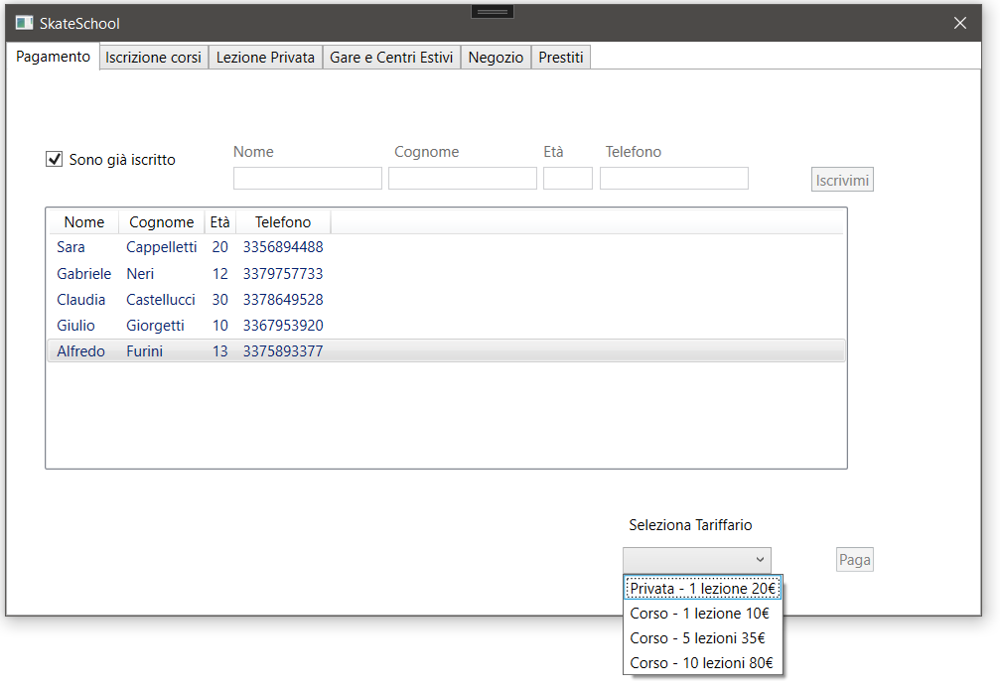 SkateSchool
Pagamento Iscrizione corsi Lezione Privata Gare e Centri Estivi Negozio Prestiti
Nome Cognome Età Telefono
Sono già iscritto
Iscrivimi
Nome Cognome Età Telefono
Sara Cappelletti 20 3356894488
Gabriele Neri 12 3379757733
Claudia Castellucci 30 3378649528
Giulio Giorgetti 10 3367953920
Alfredo Furini 13 3375893377
Seleziona Tariffario
Paga
Privata - 1 lezione 20€
Corso - 1 lezione 10€
Corso - 5 lezioni 35€
Corso - 10 lezioni 80€